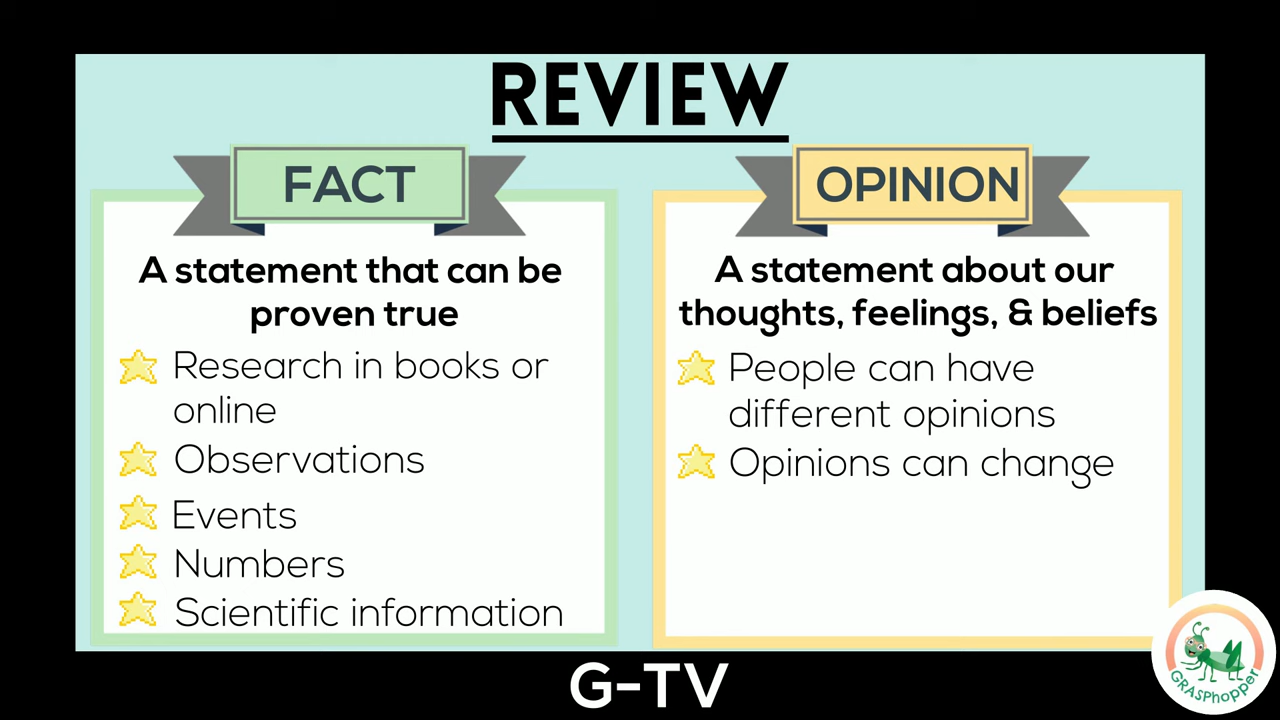 REVIEW
FACT
A statement that can be
proven true
Research in books or
online
Observations
Events
Numbers
Scientific information
OPINION
A statement about our
thoughts, feelings, & beliefs
People can have
different opinions
Opinions can change
G-TV
GRASPhopper